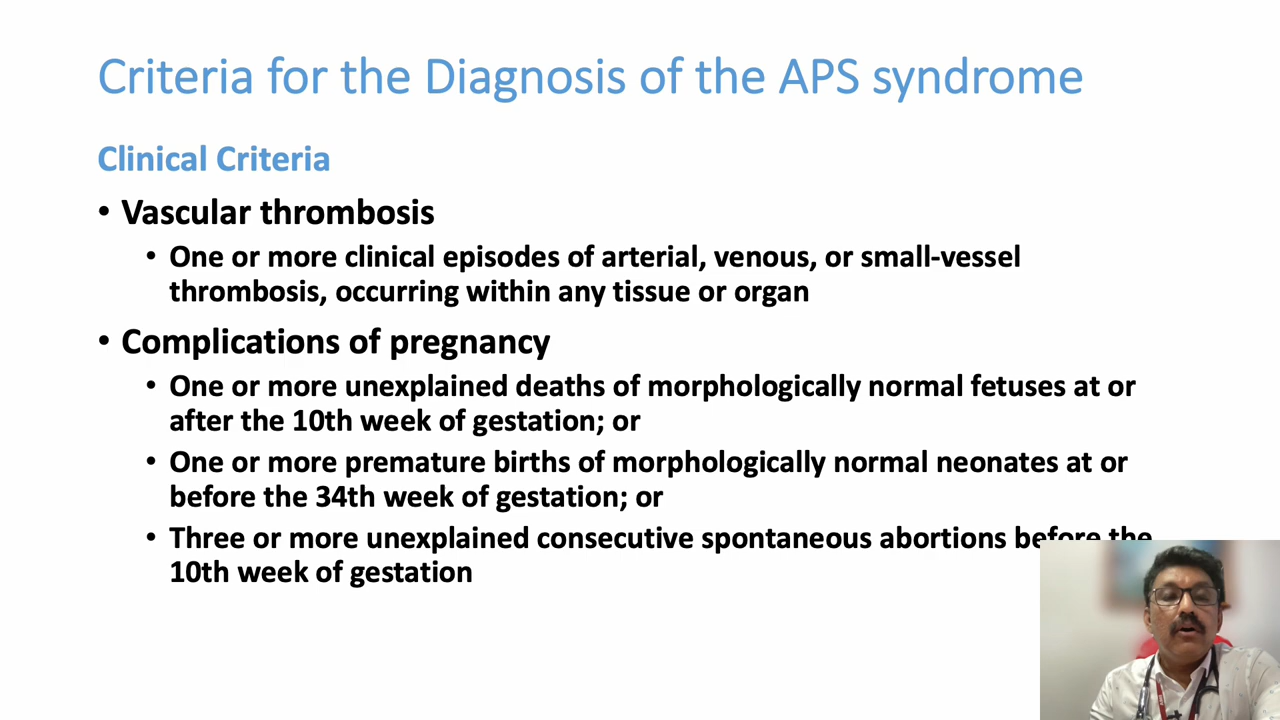 Criteria for the Diagnosis of the APS syndrome
Clinical Criteria
• Vascular thrombosis
• One or more clinical episodes of arterial, venous, or small-vessel
thrombosis, occurring within any tissue or organ
• Complications of pregnancy
• One or more unexplained deaths of morphologically normal fetuses at or
after the 10th week of gestation; or
• One or more premature births of morphologically normal neonates at or
before the 34th week of gestation; or
• Three or more unexplained consecutive spontaneous abortions before the
10th week of gestation